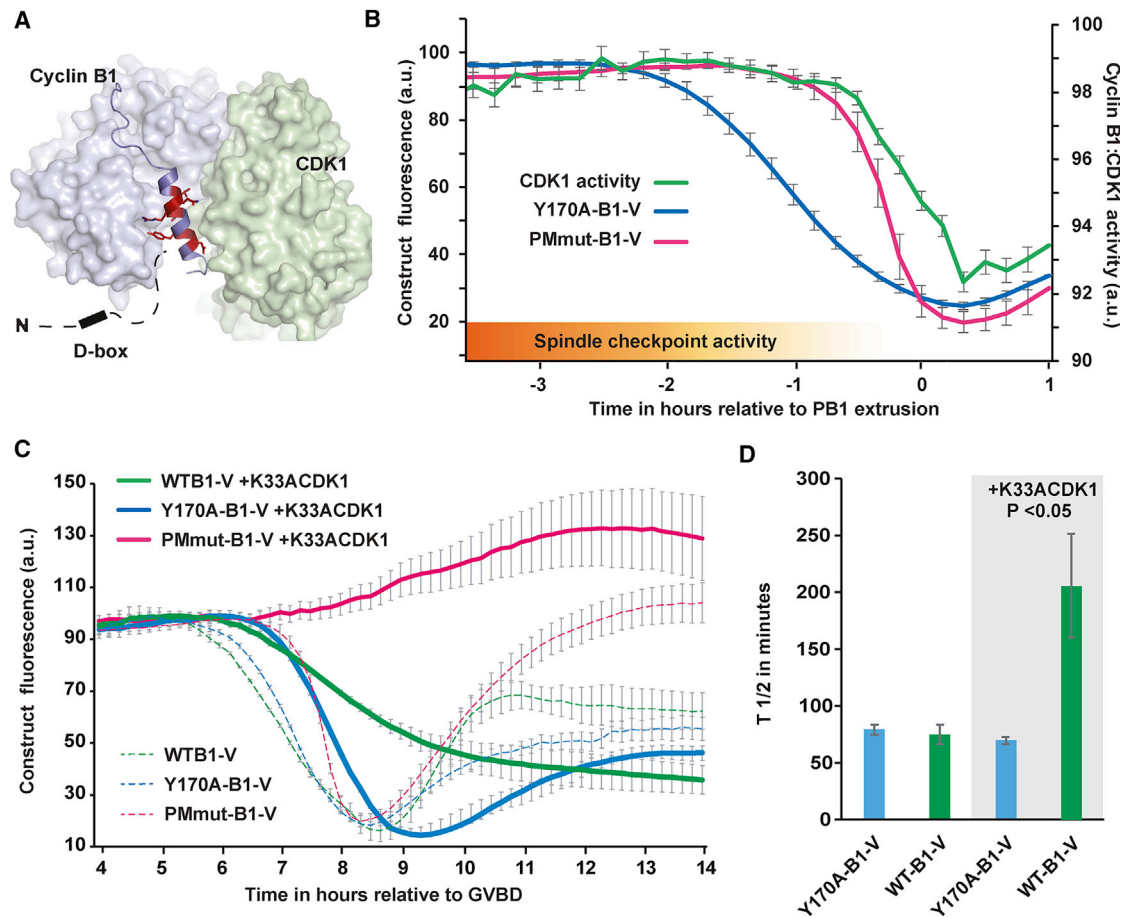 A
Cyclin B1
CDK1
N
D-box
B
Construct fluorescence (a.u.)
100
80
60
40
20
CDK1 activity
Y170A-B1-V
PMmut-B1-V
Spindle checkpoint activity
-3
-2
-1
0
1
Time in hours relative to PB1 extrusion
100
98
96
95
94
92
91
90
Cyclin B1:CDK1 activity (a.u.)
C
Construct fluorescence (a.u.)
150
130
110
90
70
50
30
10
WTB1-V +K33ACDK1
Y170A-B1-V +K33ACDK1
PMmut-B1-V +K33ACDK1
WTB1-V
Y170A-B1-V
PMmut-B1-V
4 5 6 7 8 9 10 11 12 13 14
Time in hours relative to GVBD
D
T 1/2 in minutes
300
250
200
150
100
50
0
+K33ACDK1
P <0.05
Y170A-B1-V
WT-B1-V
Y170A-B1-V
WT-B1-V